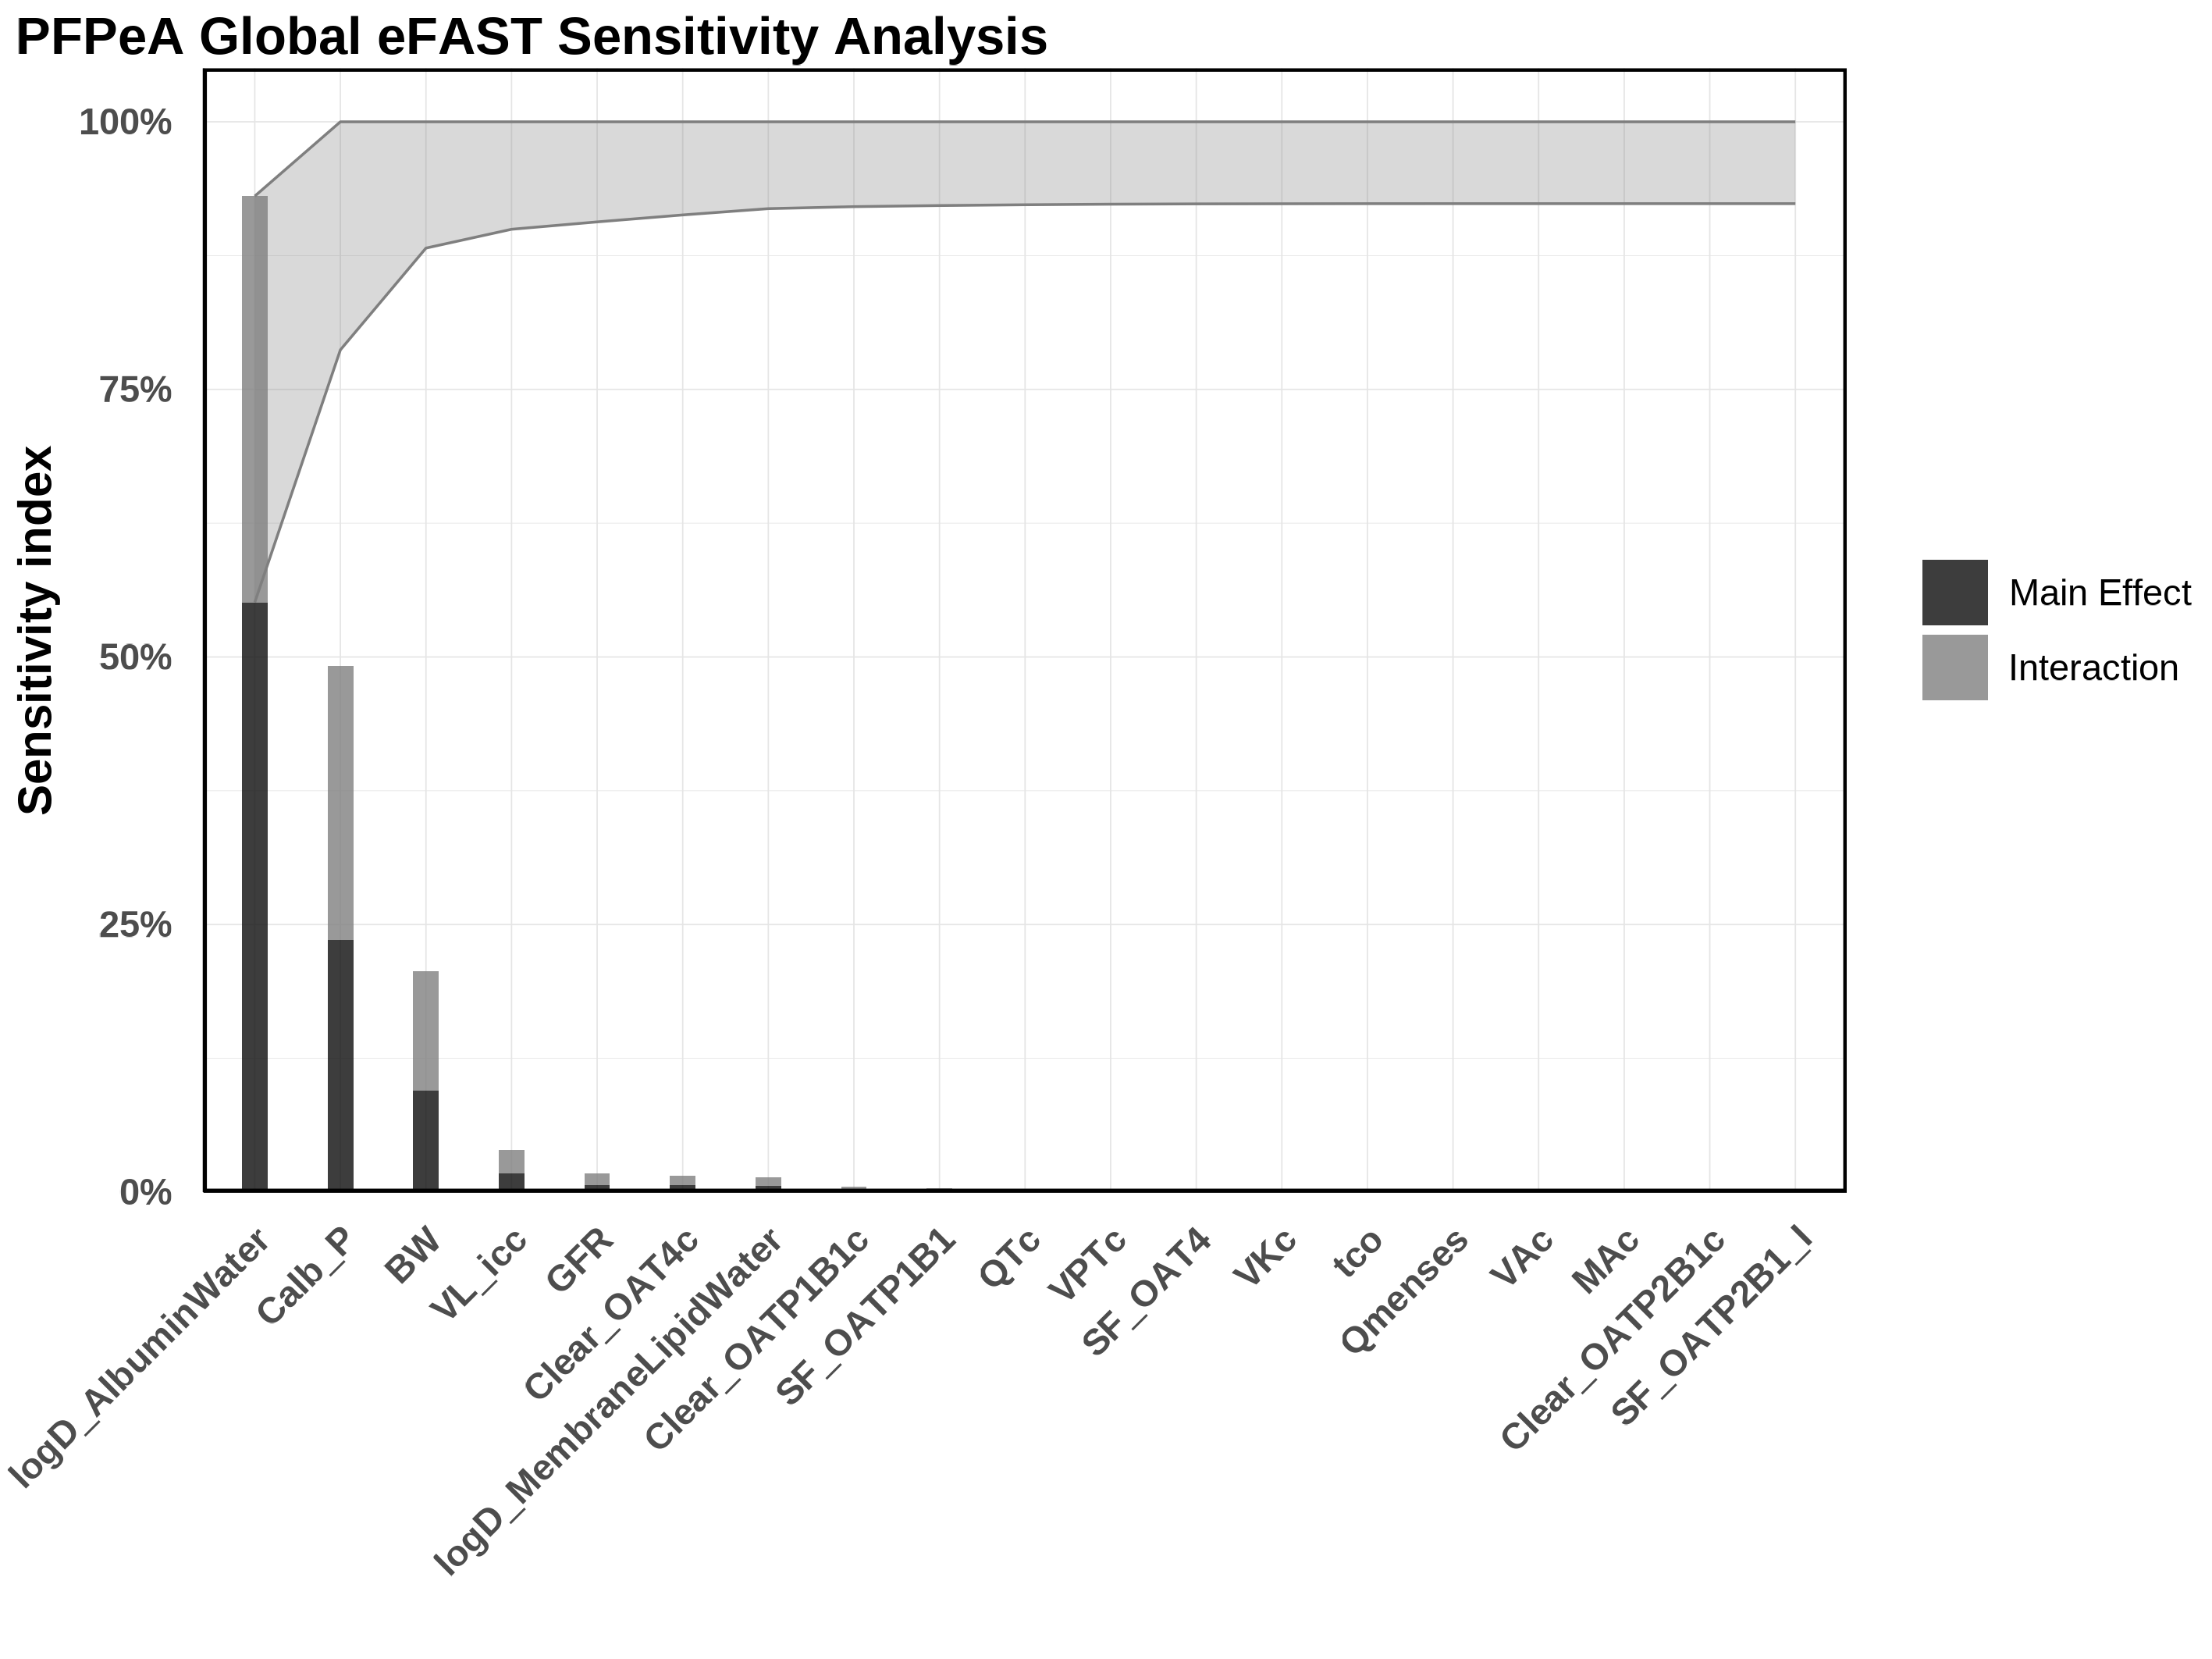 PFPeA Global eFAST Sensitivity Analysis
Sensitivity index
100%
75%
50%
25%
0%
logD_AlbuminWater
Calb_P
BW
VL_icc
GFR
Clear_OAT4c
logD_MembraneLipidWater
Clear_OATP1B1c
SF_OATP1B1
QTc
VPTc
SF_OAT4
VKc
tco
Qmenses
VAc
MAc
Clear_OATP2B1c
SF_OATP2B1_I
Main Effect
Interaction